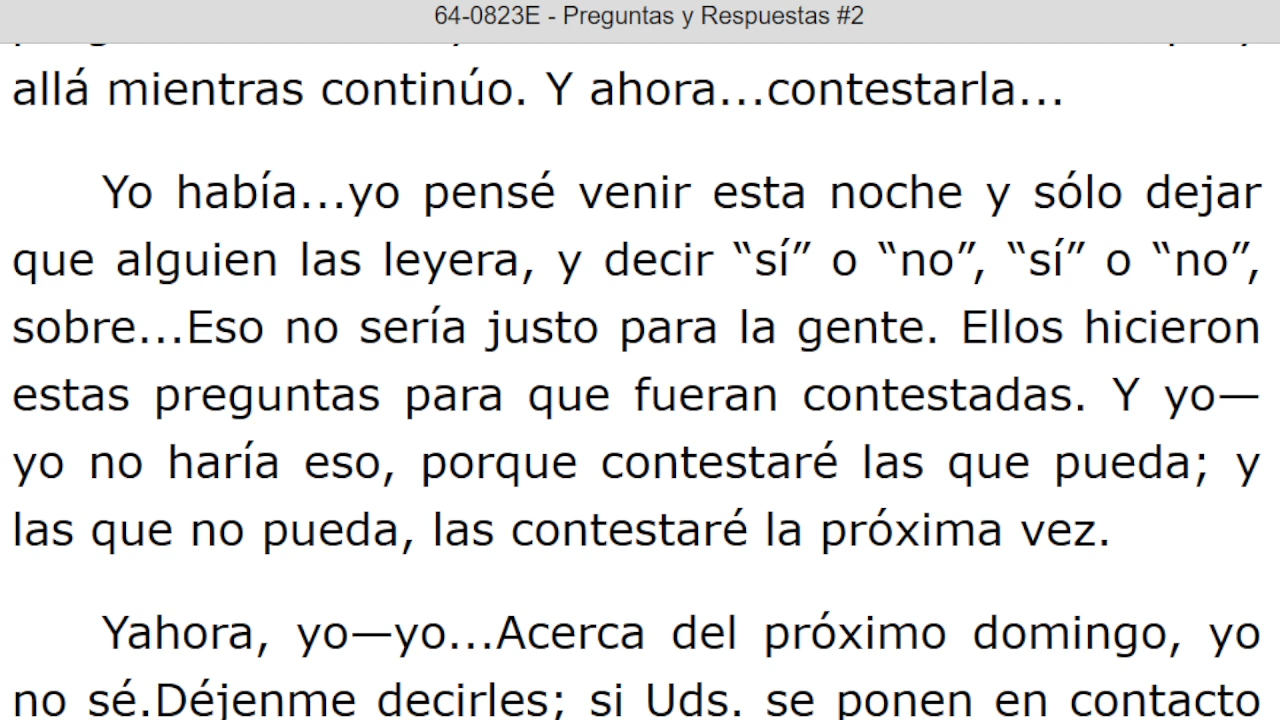 64-0823E - Preguntas y Respuestas #2
allá mientras continúo. Y ahora...contestarla...
Yo había...yo pensé venir esta noche y sólo dejar
que alguien las leyera, y decir “sí” o “no”, “sí” o “no”,
sobre...Eso no sería justo para la gente. Ellos hicieron
estas preguntas para que fueran contestadas. Y yo—
yo no haría eso, porque contestaré las que pueda; y
las que no pueda, las contestaré la próxima vez.
Yahora, yo—yo...Acerca del próximo domingo, yo
no sé.Déjenme decirles; si Uds. se ponen en contacto